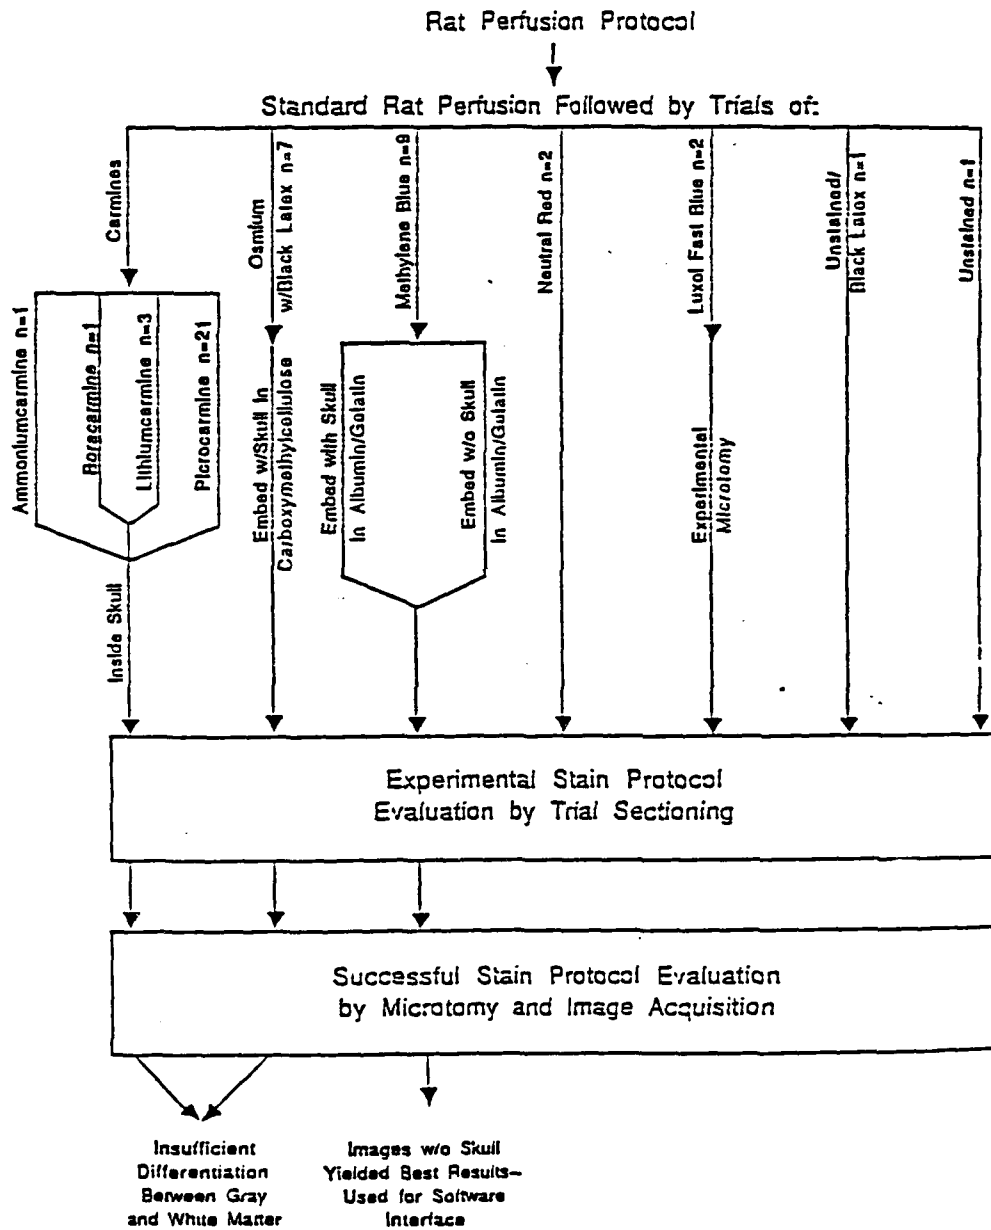 Rat Perfusion Protocol
Standard Rat Perfusion Followed by Trials of:
Carmines
Osmium
w/Black Latex n=7
Methylene Blue n=9
Neutral Red n=2
Luxol Fast Blue n=2
Unstained/
Black Latex n=1
Unstained n=1
Ammoniumcarmine n=1
Boracarmine n=1
Lithiumcarmine n=3
Picrocarmine n=21
Embed w/Skull in
Carboxymethylcellulose
Embed with Skull
In Albumin/Gelatin
Embed w/o Skull
In Albumin/Gelatin
Experimental
Microtomy
Inside Skull
Experimental Stain Protocol
Evaluation by Trial Sectioning
Successful Stain Protocol Evaluation
by Microtomy and Image Acquisition
Insufficient
Differentiation
Between Gray
and White Matter
Images w/o Skull
Yielded Best Results–
Used for Software
Interface